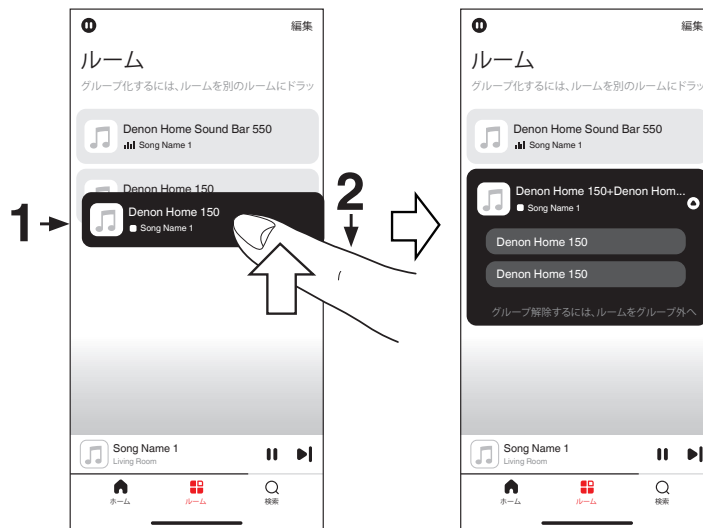 編集
ルーム
グループ化するには、ルームを別のルームにドラッ
Denon Home Sound Bar 550
Song Name 1
Denon Home 150
Denon Home 150
Song Name 1
1
2
Song Name 1
Living Room
ホーム
ルーム
検索
編集
ルーム
グループ化するには、ルームを別のルームにドラッ
Denon Home Sound Bar 550
Song Name 1
Denon Home 150+Denon Hom...
Song Name 1
Denon Home 150
Denon Home 150
グループ解除するには、ルームをグループ外へ
Song Name 1
Living Room
ホーム
ルーム
検索